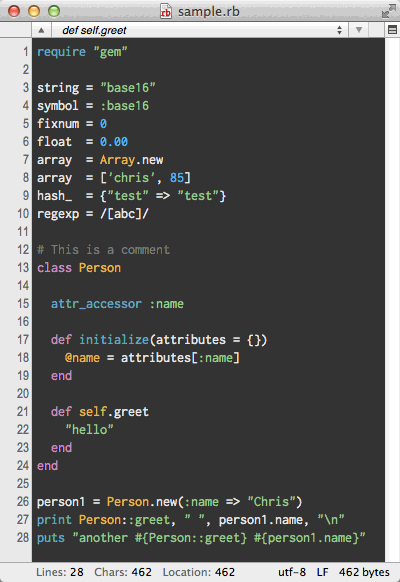 sample.rb
def self.greet
1 require "gem"
2
3 string = "base16"
4 symbol = :base16
5 fixnum = 0
6 float  = 0.00
7 array  = Array.new
8 array  = ['chris', 85]
9 hash_  = {"test" => "test"}
10 regexp = /[abc]/
11
12 # This is a comment
13 class Person
14
15   attr_accessor :name
16
17   def initialize(attributes = {})
18     @name = attributes[:name]
19   end
20
21   def self.greet
22     "hello"
23   end
24 end
25
26 person1 = Person.new(:name => "Chris")
27 print Person::greet, " ", person1.name, "\n"
28 puts "another #{Person::greet} #{person1.name}"
Lines: 28 Chars: 462 Location: 462 utf-8 LF 462 bytes